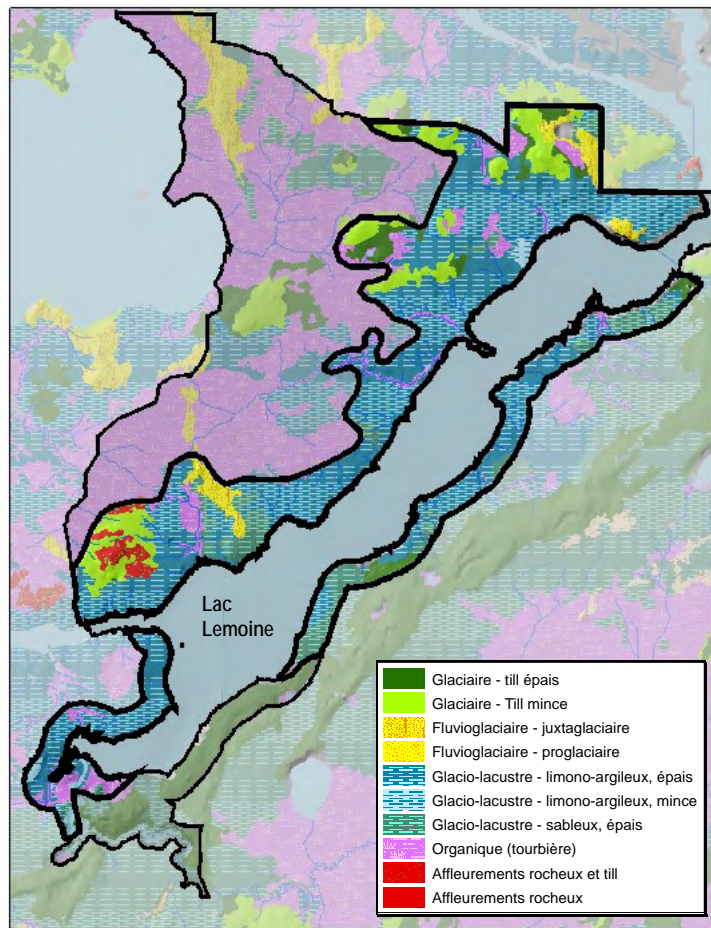 Lac
Lemoine
Glaciaire - till épais
Glaciaire - Till mince
Fluvioglaciaire - juxtaglaciaire
Fluvioglaciaire - proglaciaire
Glacio-lacustre - limono-argileux, épais
Glacio-lacustre - limono-argileux, mince
Glacio-lacustre - sableux, épais
Organique (tourbière)
Affleurements rocheux et till
Affleurements rocheux